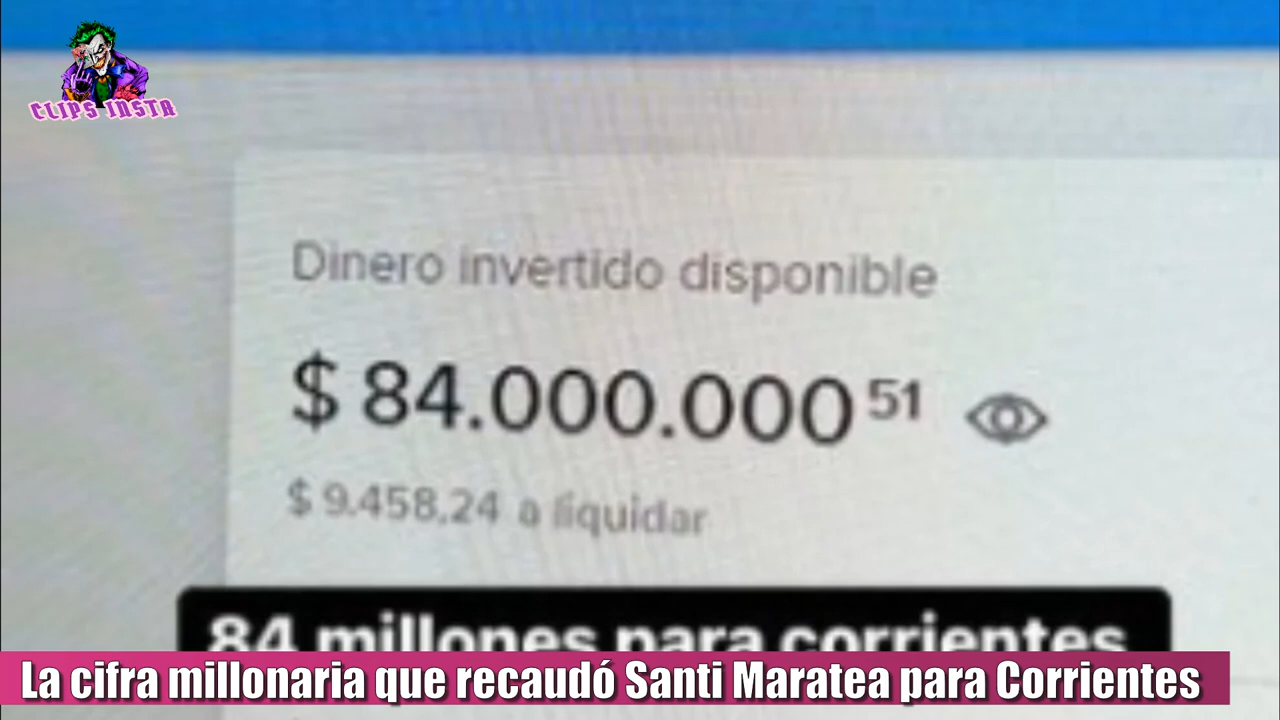 CLIPS INSTA
Dinero invertido disponible
$ 84.000.000 51
$ 9.458,24 a liquidar
84 millones para corrientes
La cifra millonaria que recaudó Santi Maratea para Corrientes